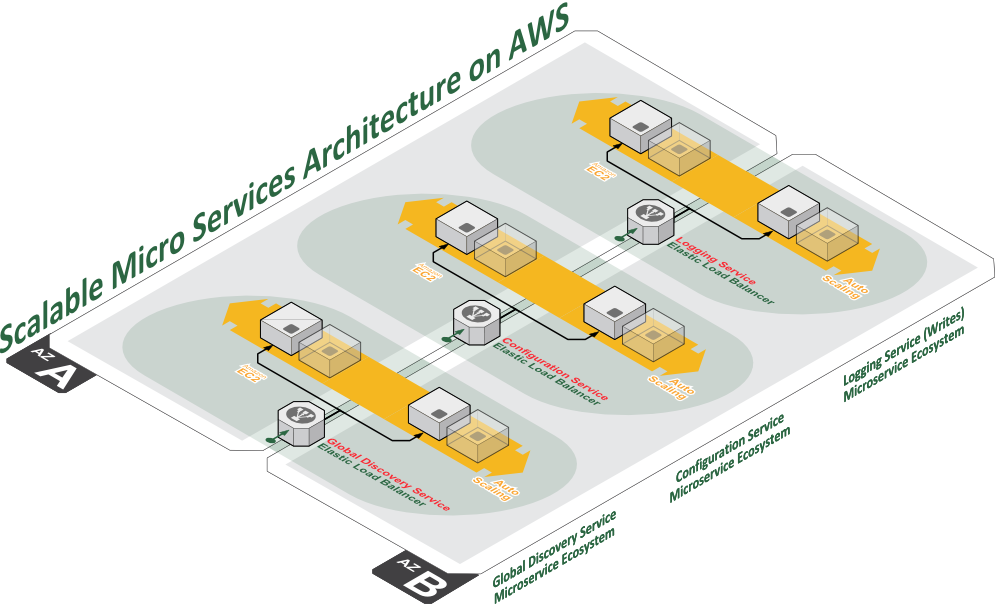 Scalable Micro Services Architecture on AWS
EC2
Logging Service
Elastic Load Balancer
Auto
Scaling
EC2
Configuration Service
Elastic Load Balancer
Auto
Scaling
EC2
Global Discovery Service
Elastic Load Balancer
Auto
Scaling
AZ
A
AZ
B
Logging Service (Writes)
Microservice Ecosystem
Configuration Service
Microservice Ecosystem
Global Discovery Service
Microservice Ecosystem